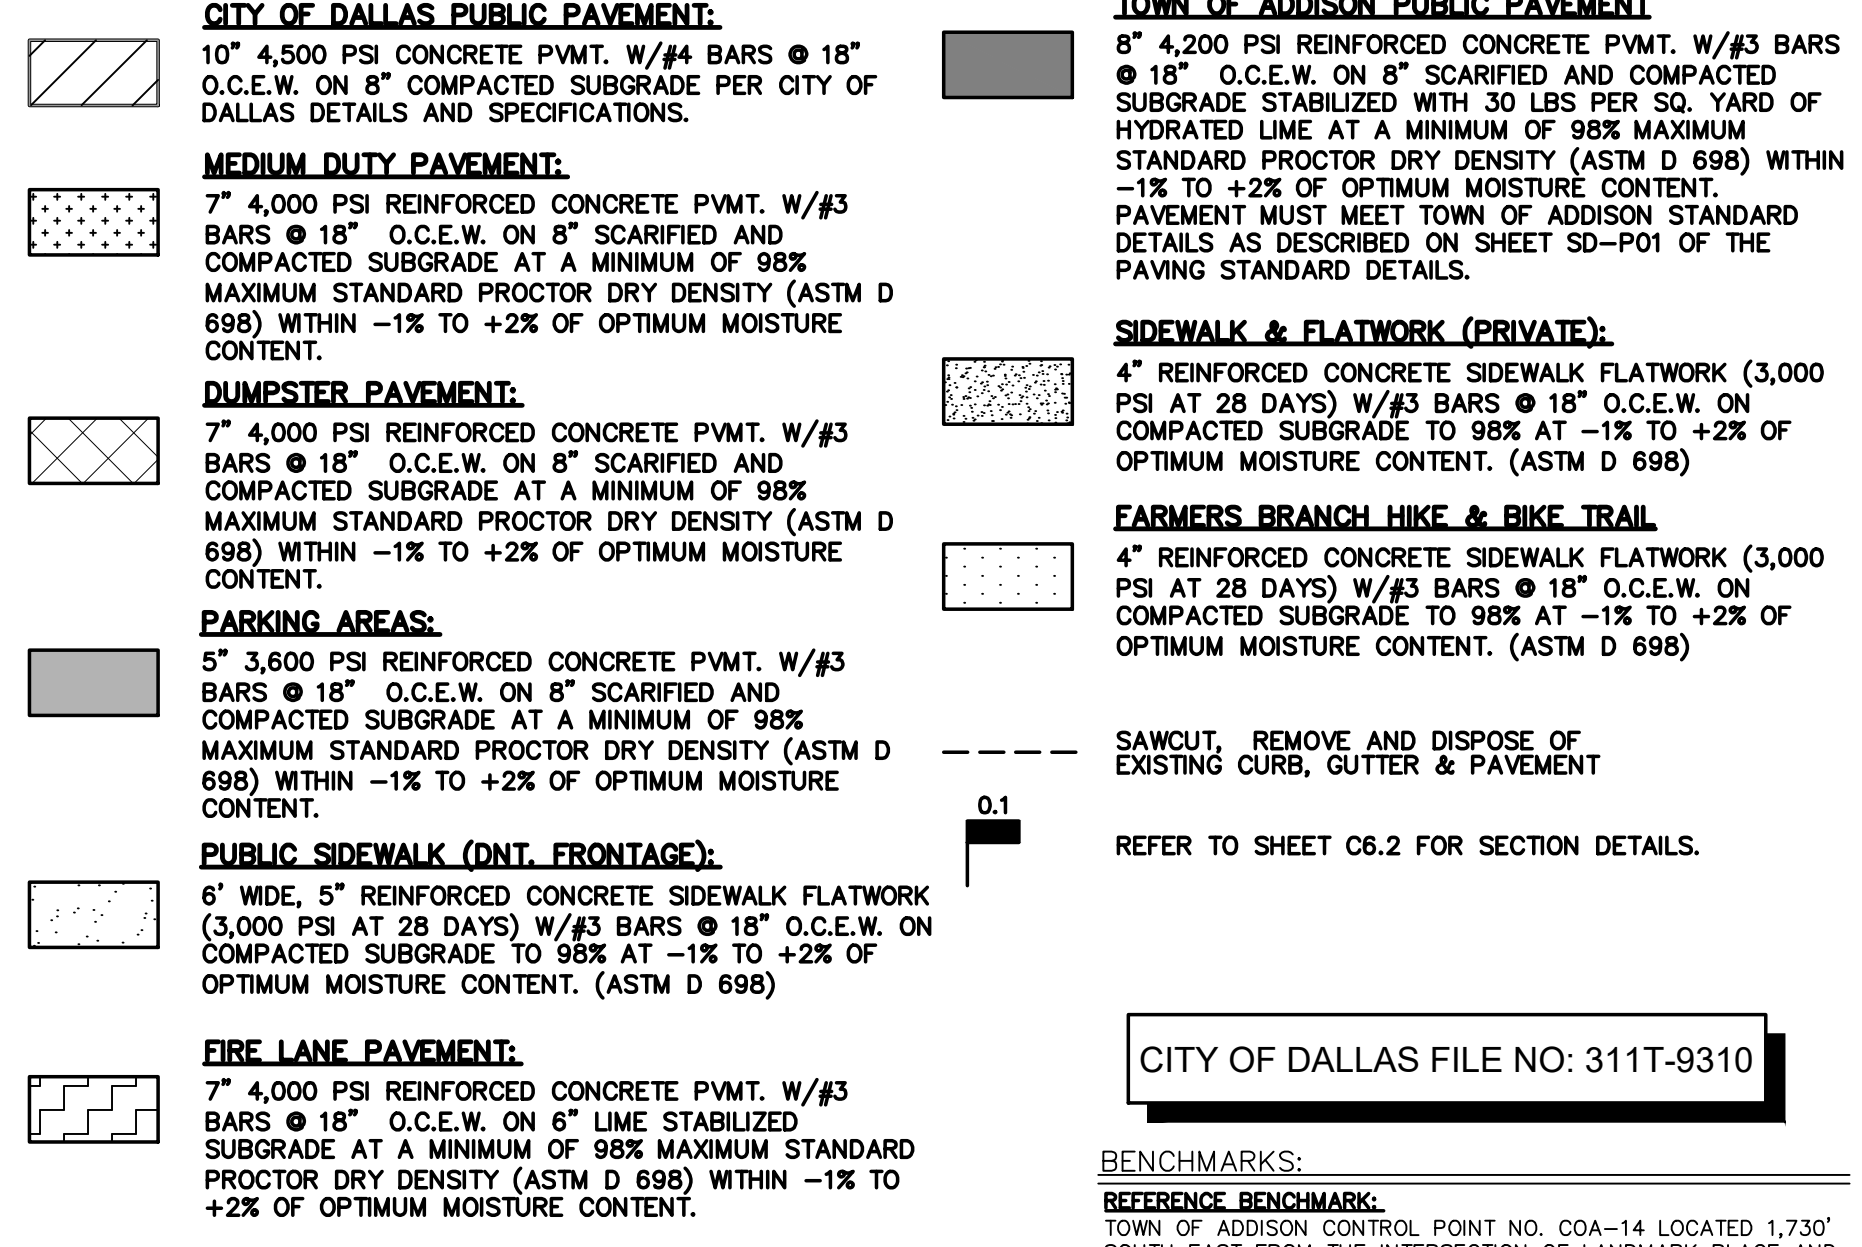 CITY OF DALLAS PUBLIC PAVEMENT:
10" 4,500 PSI CONCRETE PVMT. W/#4 BARS @ 18"
O.C.E.W. ON 8" COMPACTED SUBGRADE PER CITY OF
DALLAS DETAILS AND SPECIFICATIONS.
MEDIUM DUTY PAVEMENT:
7" 4,000 PSI REINFORCED CONCRETE PVMT. W/#3
BARS @ 18" O.C.E.W. ON 8" SCARIFIED AND
COMPACTED SUBGRADE AT A MINIMUM OF 98%
MAXIMUM STANDARD PROCTOR DRY DENSITY (ASTM D
698) WITHIN -1% TO +2% OF OPTIMUM MOISTURE
CONTENT.
DUMPSTER PAVEMENT:
7" 4,000 PSI REINFORCED CONCRETE PVMT. W/#3
BARS @ 18" O.C.E.W. ON 8" SCARIFIED AND
COMPACTED SUBGRADE AT A MINIMUM OF 98%
MAXIMUM STANDARD PROCTOR DRY DENSITY (ASTM D
698) WITHIN -1% TO +2% OF OPTIMUM MOISTURE
CONTENT.
PARKING AREAS:
5" 3,600 PSI REINFORCED CONCRETE PVMT. W/#3
BARS @ 18" O.C.E.W. ON 8" SCARIFIED AND
COMPACTED SUBGRADE AT A MINIMUM OF 98%
MAXIMUM STANDARD PROCTOR DRY DENSITY (ASTM D
698) WITHIN -1% TO +2% OF OPTIMUM MOISTURE
CONTENT.
PUBLIC SIDEWALK (DNT. FRONTAGE):
6' WIDE, 5" REINFORCED CONCRETE SIDEWALK FLATWORK
(3,000 PSI AT 28 DAYS) W/#3 BARS @ 18" O.C.E.W. ON
COMPACTED SUBGRADE TO 98% AT -1% TO +2% OF
OPTIMUM MOISTURE CONTENT. (ASTM D 698)
FIRE LANE PAVEMENT:
7" 4,000 PSI REINFORCED CONCRETE PVMT. W/#3
BARS @ 18" O.C.E.W. ON 6" LIME STABILIZED
SUBGRADE AT A MINIMUM OF 98% MAXIMUM STANDARD
PROCTOR DRY DENSITY (ASTM D 698) WITHIN -1% TO
+2% OF OPTIMUM MOISTURE CONTENT.
TOWN OF ADDISON PUBLIC PAVEMENT
8" 4,200 PSI REINFORCED CONCRETE PVMT. W/#3 BARS
@ 18" O.C.E.W. ON 8" SCARIFIED AND COMPACTED
SUBGRADE STABILIZED WITH 30 LBS PER SQ. YARD OF
HYDRATED LIME AT A MINIMUM OF 98% MAXIMUM
STANDARD PROCTOR DRY DENSITY (ASTM D 698) WITHIN
-1% TO +2% OF OPTIMUM MOISTURE CONTENT.
PAVEMENT MUST MEET TOWN OF ADDISON STANDARD
DETAILS AS DESCRIBED ON SHEET SD-P01 OF THE
PAVING STANDARD DETAILS.
SIDEWALK & FLATWORK (PRIVATE):
4" REINFORCED CONCRETE SIDEWALK FLATWORK (3,000
PSI AT 28 DAYS) W/#3 BARS @ 18" O.C.E.W. ON
COMPACTED SUBGRADE TO 98% AT -1% TO +2% OF
OPTIMUM MOISTURE CONTENT. (ASTM D 698)
FARMERS BRANCH HIKE & BIKE TRAIL
4" REINFORCED CONCRETE SIDEWALK FLATWORK (3,000
PSI AT 28 DAYS) W/#3 BARS @ 18" O.C.E.W. ON
COMPACTED SUBGRADE TO 98% AT -1% TO +2% OF
OPTIMUM MOISTURE CONTENT. (ASTM D 698)
SAWCUT, REMOVE AND DISPOSE OF
EXISTING CURB, GUTTER & PAVEMENT
0.1
REFER TO SHEET C6.2 FOR SECTION DETAILS.
CITY OF DALLAS FILE NO: 311T-9310
BENCHMARKS:
REFERENCE BENCHMARK:
TOWN OF ADDISON CONTROL POINT NO. COA-14 LOCATED 1,730'
SOUTH EAST FROM THE INTERSECTION OF LANDMARK PLACE AND